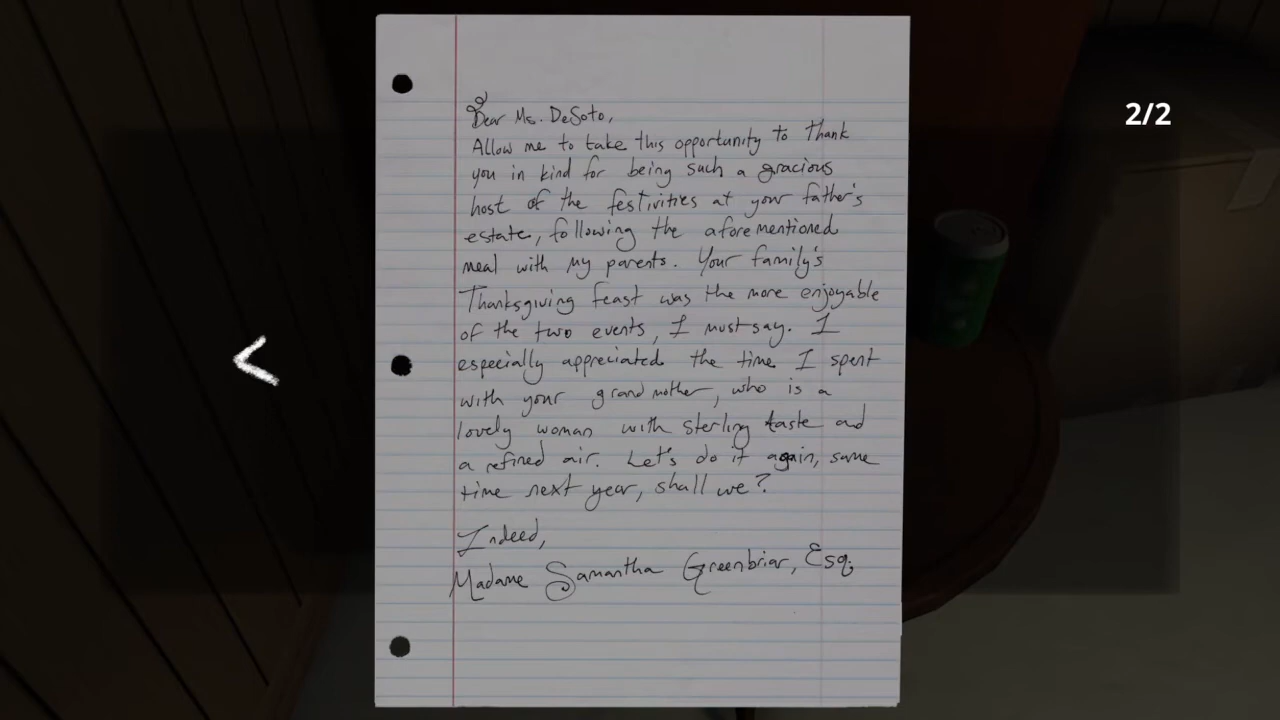 2/2
Dear Ms. DeSoto,
Allow me to take this opportunity to thank
you in kind for being such a gracious
host of the festivities at your father's
estate, following the aforementioned
meal with my parents. Your family's
Thanksgiving feast was the more enjoyable
of the two events, I must say. I
especially appreciated the time I spent
with your grandmother, who is a
lovely woman with sterling taste and
a refined air. Let's do it again, same
time next year, shall we?
Indeed,
Madame Samantha Greenbriar, Esq.